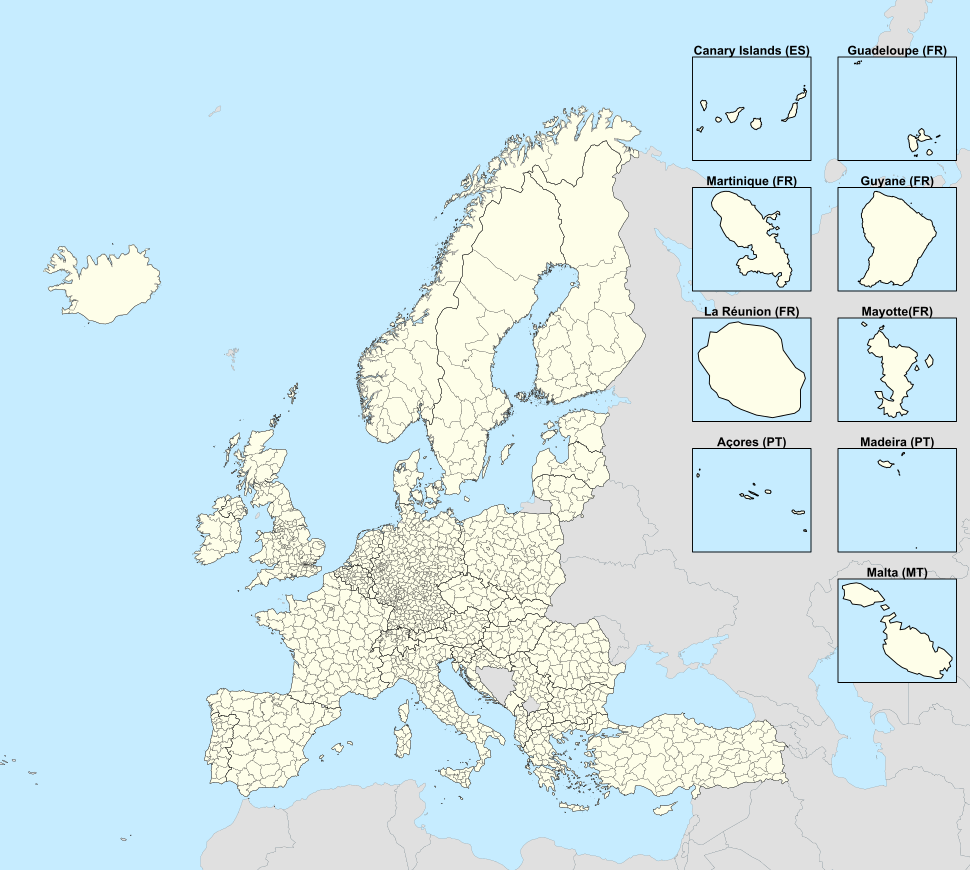 Canary Islands (ES)
Guadeloupe (FR)
Martinique (FR)
Guyane (FR)
La Réunion (FR)
Mayotte(FR)
Açores (PT)
Madeira (PT)
Malta (MT)